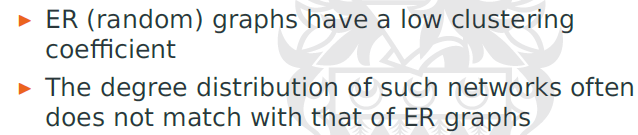 ▶ ER (random) graphs have a low clustering
coefficient
▶ The degree distribution of such networks often
does not match with that of ER graphs